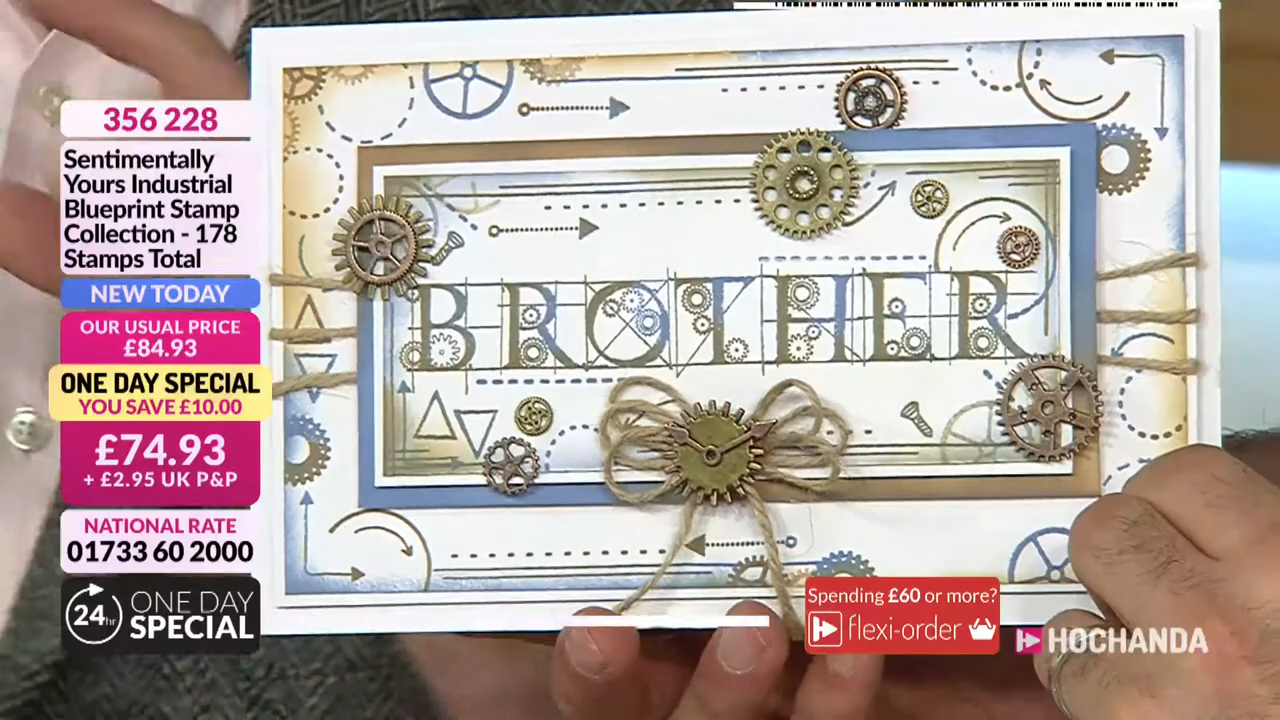 356 228
Sentimentally
Yours Industrial
Blueprint Stamp
Collection - 178
Stamps Total
NEW TODAY
OUR USUAL PRICE
£84.93
ONE DAY SPECIAL
YOU SAVE £10.00
£74.93
+ £2.95 UK P&P
NATIONAL RATE
01733 60 2000
24hr
ONE DAY
SPECIAL
BROTHER
Spending £60 or more?
flexi-order
HOCHANDA